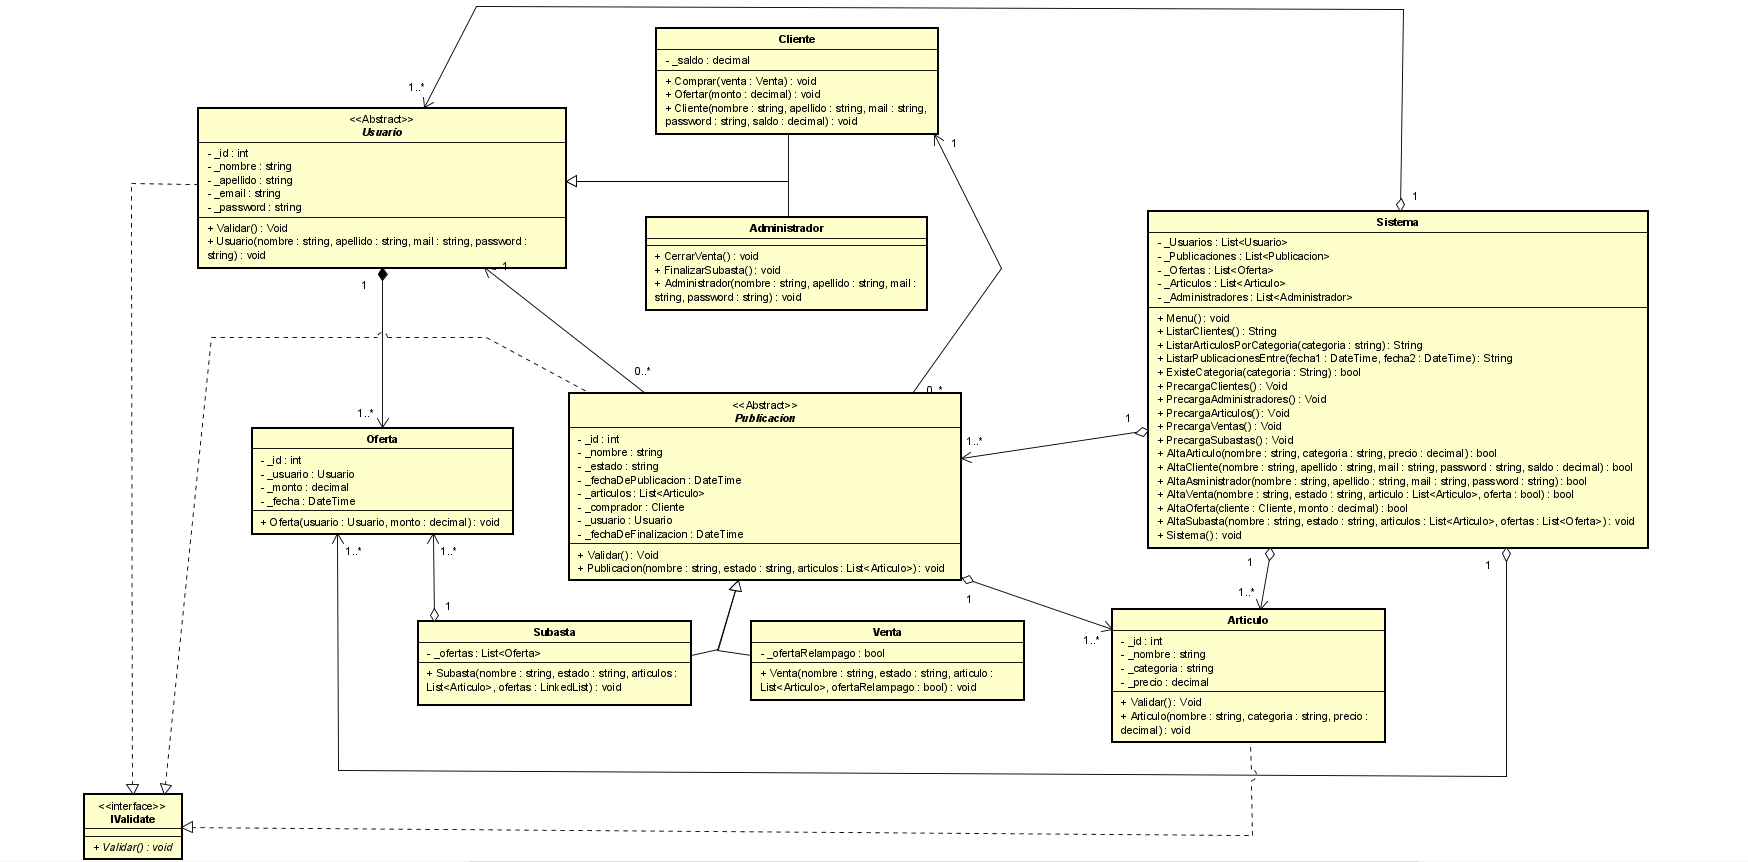 Cliente
- _saldo : decimal
+ Comprar(venta : Venta) : void
+ Ofertar(monto : decimal) : void
+ Cliente(nombre : string, apellido : string, mail : string,
password : string, saldo : decimal) : void
1..*
<<Abstract>>
Usuario
- _id : int
- _nombre : string
- _apellido : string
- _email : string
- _password : string
+ Validar() : Void
+ Usuario(nombre : string, apellido : string, mail : string, password :
string) : void
1
1
1
Administrador
+ CerrarVenta() : void
+ FinalizarSubasta() : void
+ Administrador(nombre : string, apellido : string, mail :
string, password : string) : void
1
Sistema
- _Usuarios : List<Usuario>
- _Publicaciones : List<Publicacion>
- _Ofertas : List<Oferta>
- _Articulos : List<Articulo>
- _Administradores : List<Administrador>
+ Menu() : void
+ ListarClientes() : String
+ ListarArticulosPorCategoria(categoria : string) : String
+ ListarPublicacionesEntre(fecha1 : DateTime, fecha2 : DateTime) : String
+ ExisteCategoria(categoria : String) : bool
+ PrecargaClientes() : Void
+ PrecargaAdministradores() : Void
+ PrecargaArticulos() : Void
+ PrecargaVentas() : Void
+ PrecargaSubastas() : Void
+ AltaArticulo(nombre : string, categoria : string, precio : decimal) : bool
+ AltaCliente(nombre : string, apellido : string, mail : string, password : string, saldo : decimal) : bool
+ AltaAsministrador(nombre : string, apellido : string, mail : string, password : string) : bool
+ AltaVenta(nombre : string, estado : string, articulo : List<Articulo>, oferta : bool) : bool
+ AltaOferta(cliente : Cliente, monto : decimal) : bool
+ AltaSubasta(nombre : string, estado : string, articulos : List<Articulo>, ofertas : List<Oferta>) : void
+ Sistema() : void
0..*
0..*
1..*
1..*
1
Oferta
- _id : int
- _usuario : Usuario
- _monto : decimal
- _fecha : DateTime
+ Oferta(usuario : Usuario, monto : decimal) : void
<<Abstract>>
Publicacion
- _id : int
- _nombre : string
- _estado : string
- _fechaDePublicacion : DateTime
- _articulos : List<Articulo>
- _comprador : Cliente
- _usuario : Usuario
- _fechaDeFinalizacion : DateTime
+ Validar() : Void
+ Publicacion(nombre : string, estado : string, articulos : List<Articulo>) : void
1..*
1..*
1
1
1
1..*
1
1..*
Subasta
- _ofertas : List<Oferta>
+ Subasta(nombre : string, estado : string, articulos :
List<Articulo>, ofertas : LinkedList) : void
Venta
- _ofertaRelampago : bool
+ Venta(nombre : string, estado : string, articulo :
List<Articulo>, ofertaRelampago : bool) : void
Articulo
- _id : int
- _nombre : string
- _categoria : string
- _precio : decimal
+ Validar() : Void
+ Articulo(nombre : string, categoria : string, precio :
decimal) : void
<<interface>>
IValidate
+ Validar() : void